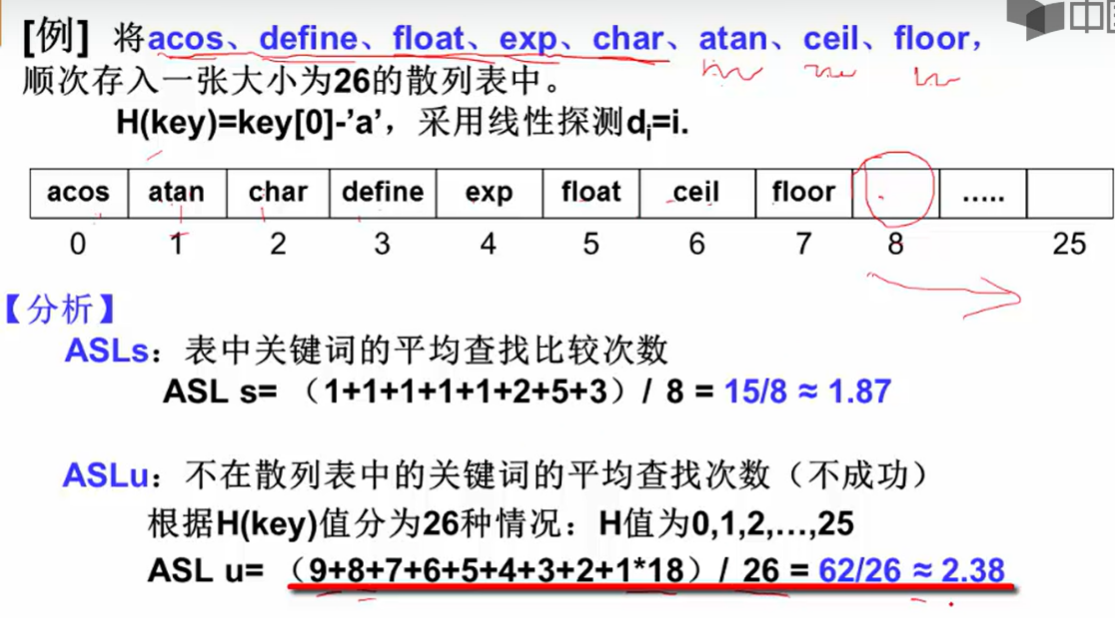 [例] 将acos、define、float、exp、char、atan、ceil、floor，
顺次存入一张大小为26的散列表中。
H(key)=key[0]-’a’，采用线性探测di=i.
acos atan char define exp float ceil floor .....
0 1 2 3 4 5 6 7 8 25
【分析】
ASLs：表中关键词的平均查找比较次数
ASL s= （1+1+1+1+1+2+5+3）/ 8 = 15/8 ≈ 1.87
ASLu：不在散列表中的关键词的平均查找次数（不成功）
根据H(key)值分为26种情况：H值为0,1,2,…,25
ASL u= （9+8+7+6+5+4+3+2+1*18）/ 26 = 62/26 ≈ 2.38